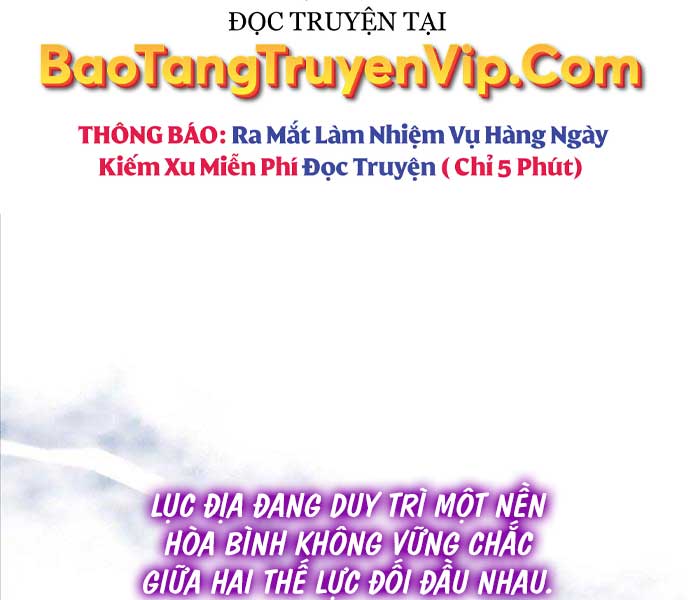 ĐỌC TRUYỆN TẠI
BaoTangTruyenVip.Com
THÔNG BÁO: Ra Mắt Làm Nhiệm Vụ Hàng Ngày
Kiếm Xu Miễn Phí Đọc Truyện ( Chỉ 5 Phút)
LỤC ĐỊA ĐANG DUY TRÌ MỘT NỀN
HÒA BÌNH KHÔNG VỮNG CHẮC
GIỮA HAI THẾ LỰC ĐỐI ĐẦU NHAU.